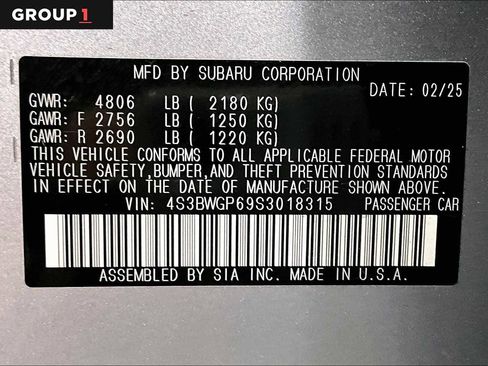 GROUP 1
MFD BY SUBARU CORPORATION
DATE: 02/25
GVWR: 4806 LB ( 2180 KG)
GAWR: F 2756 LB ( 1250 KG)
GAWR: R 2690 LB ( 1220 KG)
THIS VEHICLE CONFORMS TO ALL APPLICABLE FEDERAL MOTOR
VEHICLE SAFETY, BUMPER, AND THEFT PREVENTION STANDARDS
IN EFFECT ON THE DATE OF MANUFACTURE SHOWN ABOVE.
VIN: 4S3BWGP69S3018315 PASSENGER CAR
ASSEMBLED BY SIA INC. MADE IN U.S.A.